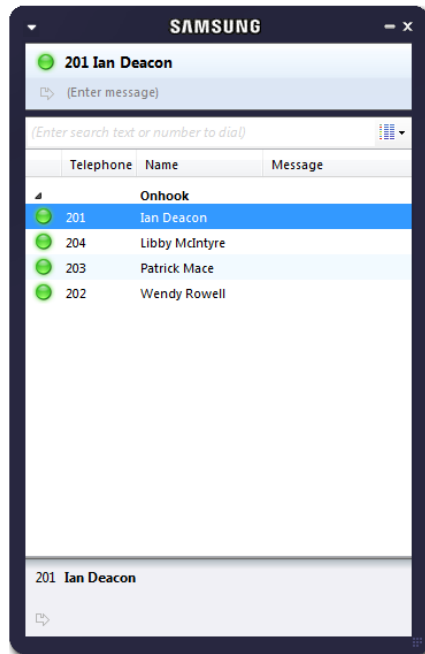 SAMSUNG
201 Ian Deacon
(Enter message)
(Enter search text or number to dial)
Telephone Name Message
Onhook
201 Ian Deacon
204 Libby McIntyre
203 Patrick Mace
202 Wendy Rowell
201 Ian Deacon